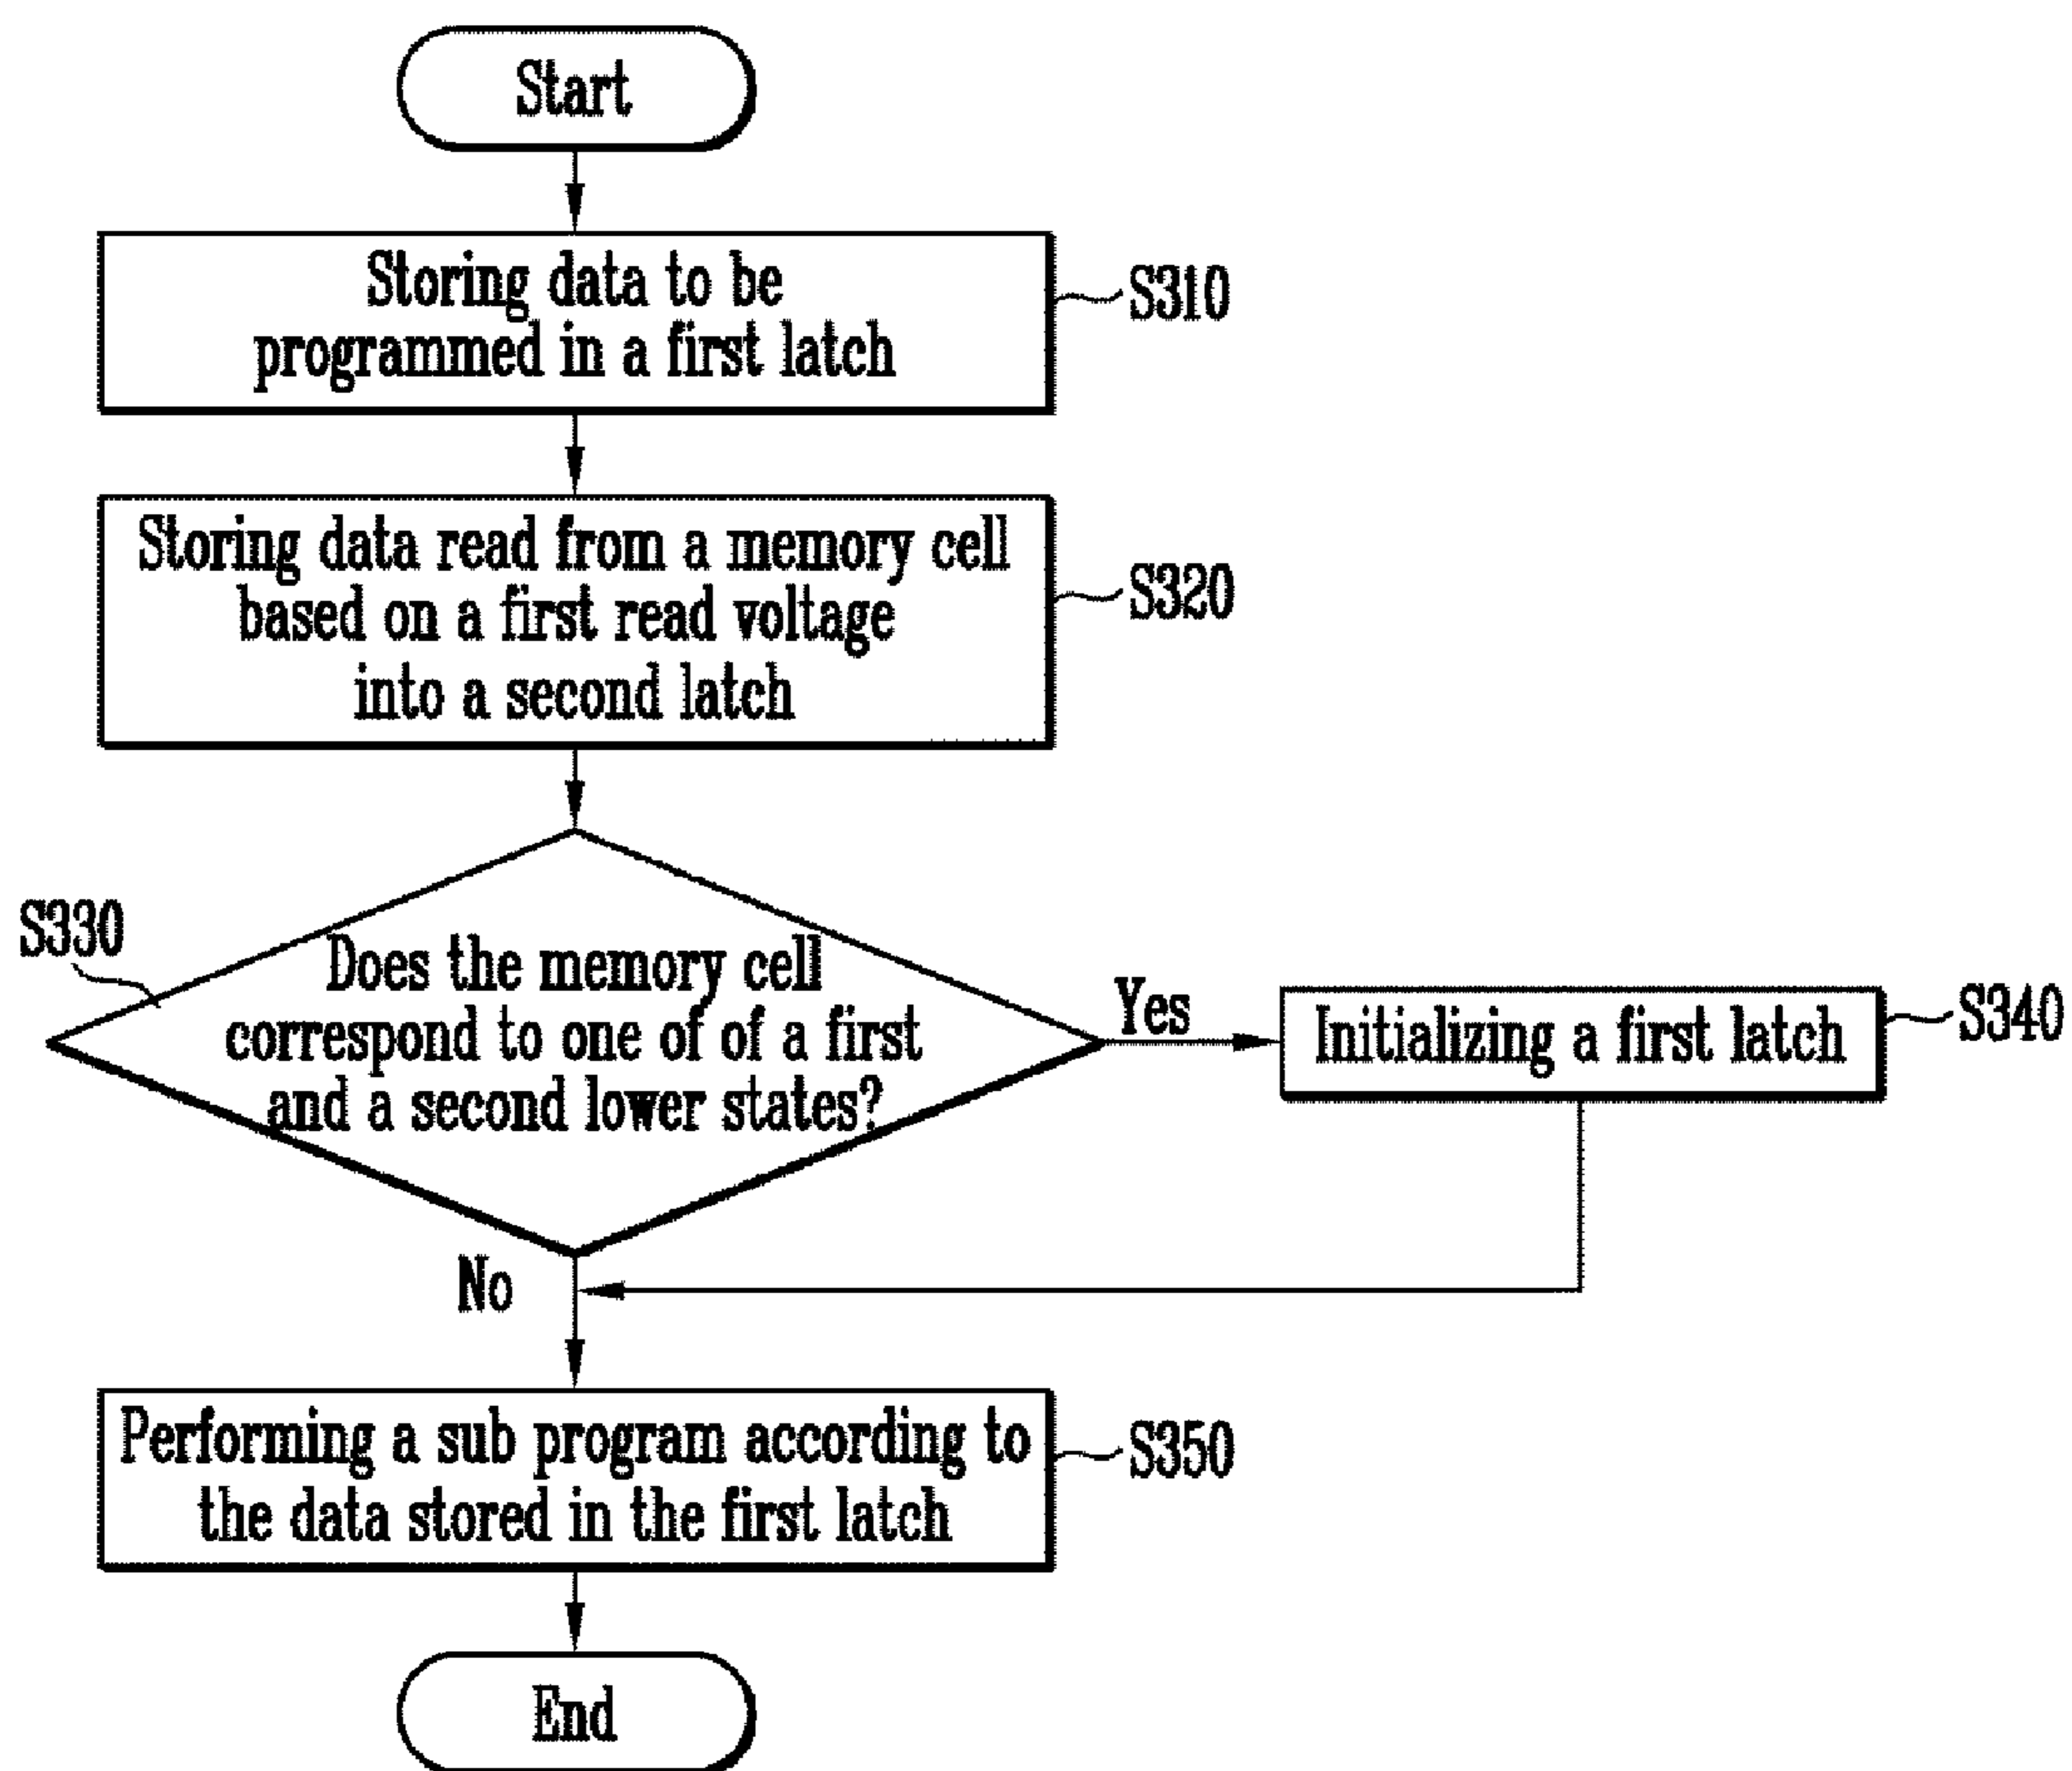 Start
Storing data to be
programmed in a first latch
S310
Storing data read from a memory cell
based on a first read voltage
into a second latch
S320
S330
Does the memory cell
correspond to one of of a first
and a second lower states?
Yes
Initializing a first latch
S340
No
Performing a sub program according to
the data stored in the first latch
S350
End